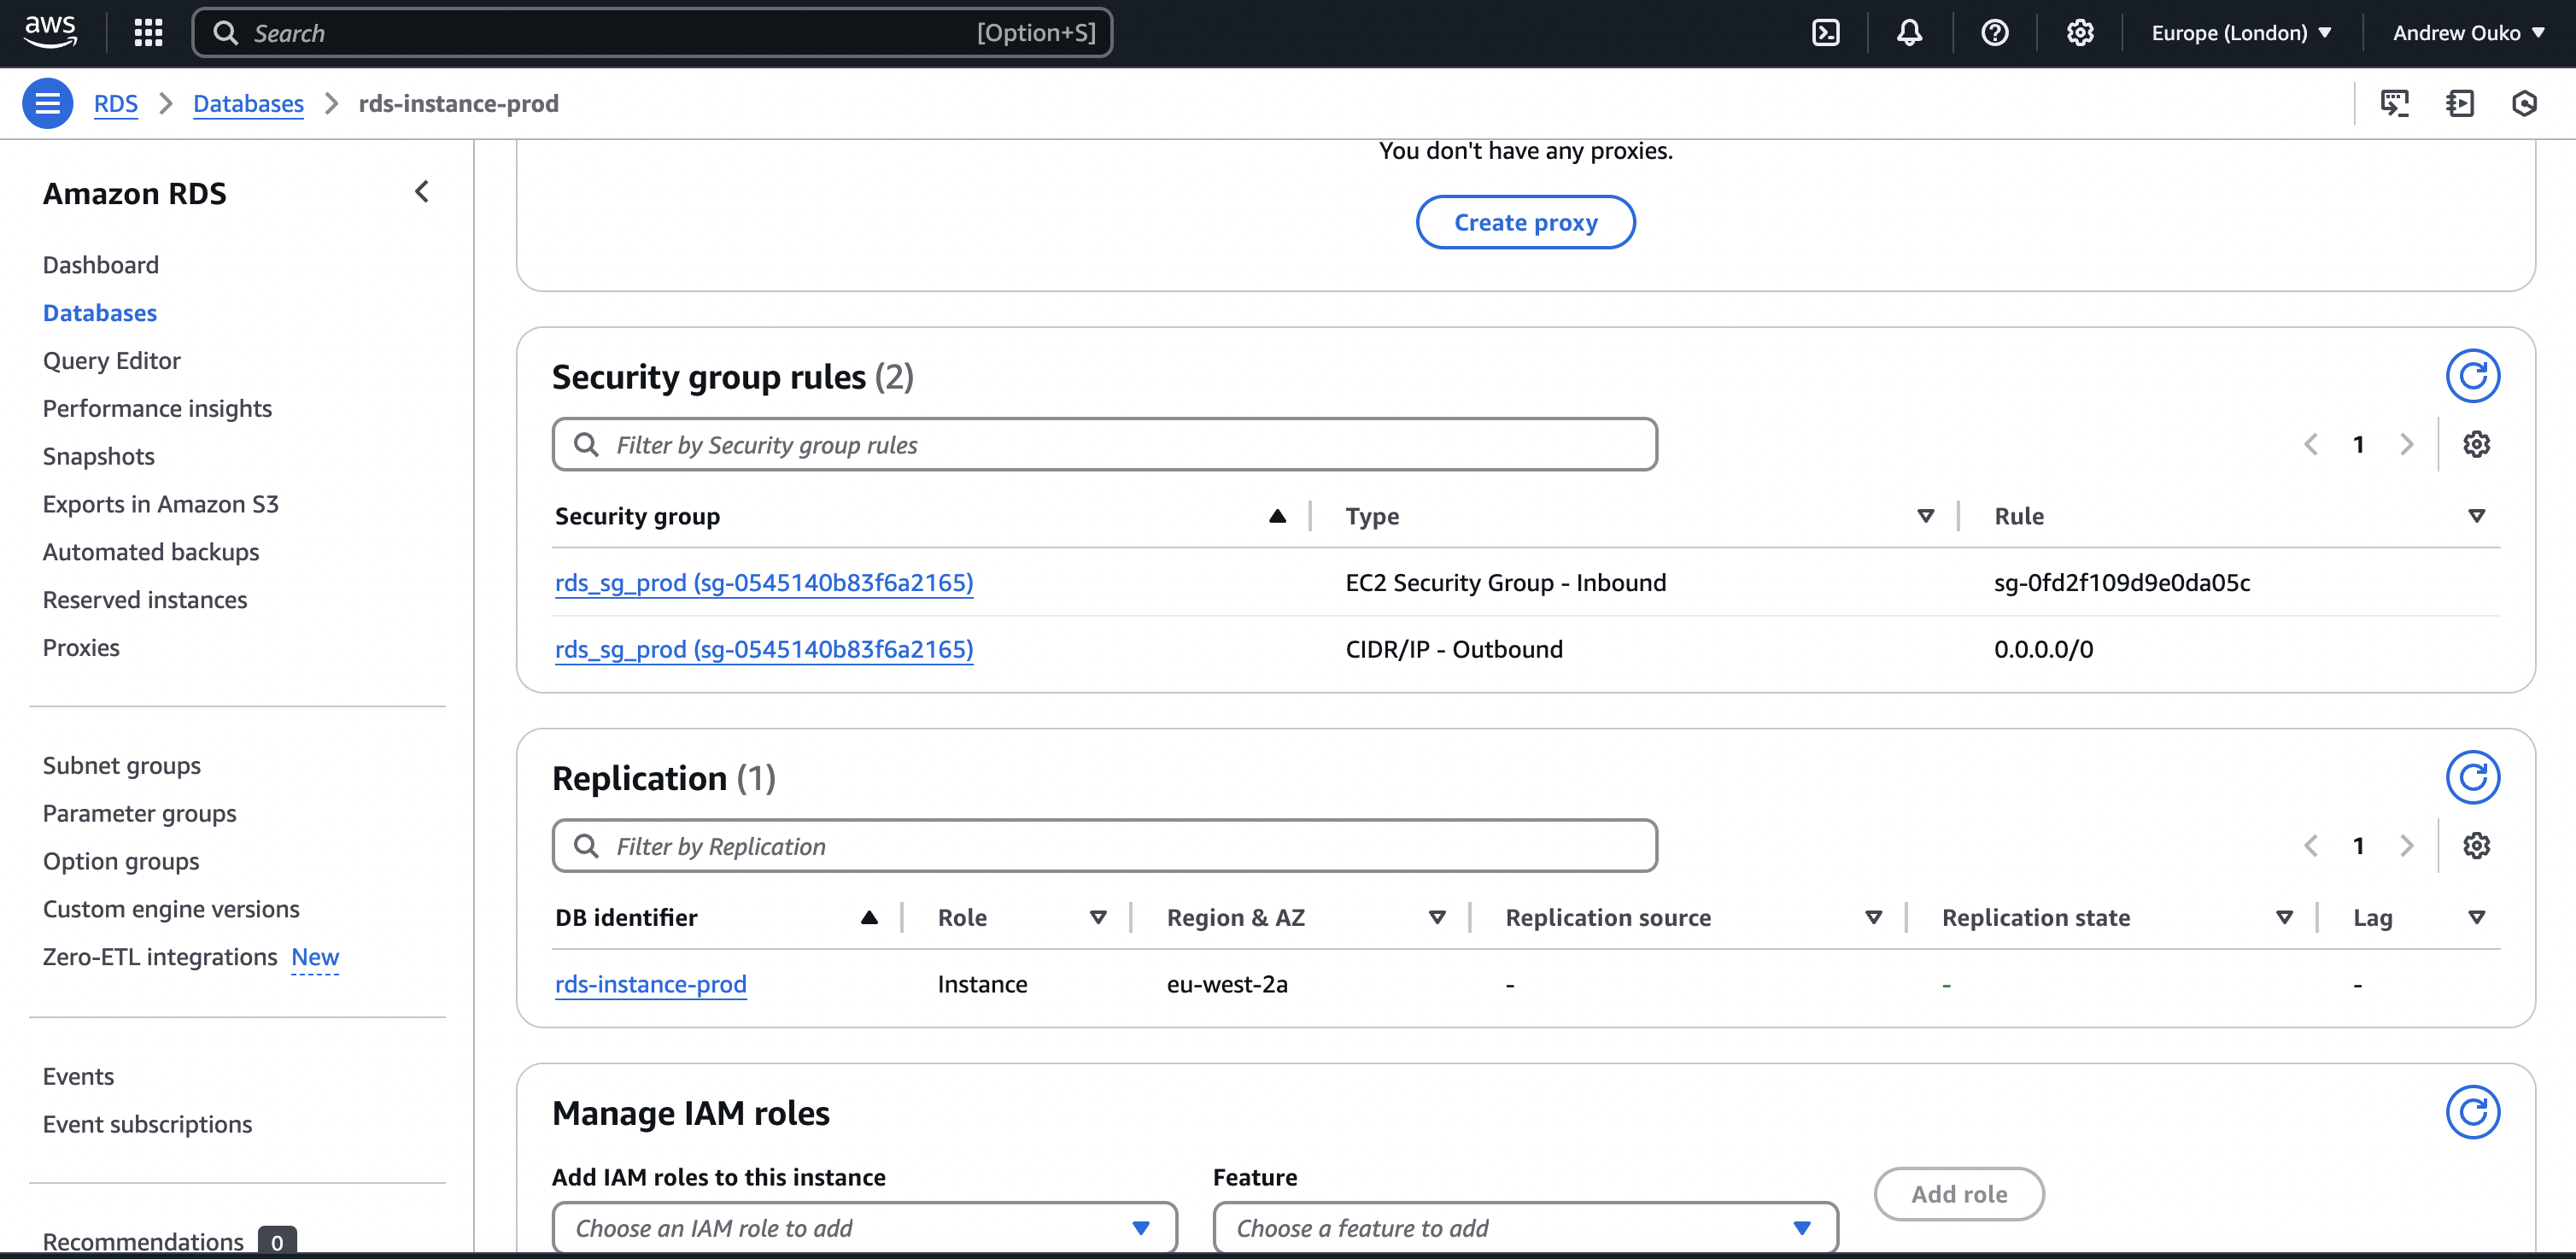 aws
Search [Option+S]
Europe (London)
Andrew Ouko
RDS
Databases
rds-instance-prod
Amazon RDS
Dashboard
Databases
Query Editor
Performance insights
Snapshots
Exports in Amazon S3
Automated backups
Reserved instances
Proxies
Subnet groups
Parameter groups
Option groups
Custom engine versions
Zero-ETL integrations New
Events
Event subscriptions
Recommendations 0
You don't have any proxies.
Create proxy
Security group rules (2)
Filter by Security group rules
1
Security group Type Rule
rds_sg_prod (sg-0545140b83f6a2165) EC2 Security Group - Inbound sg-0fd2f109d9e0da05c
rds_sg_prod (sg-0545140b83f6a2165) CIDR/IP - Outbound 0.0.0.0/0
Replication (1)
Filter by Replication
1
DB identifier Role Region & AZ Replication source Replication state Lag
rds-instance-prod Instance eu-west-2a - - -
Manage IAM roles
Add IAM roles to this instance Feature
Choose an IAM role to add Choose a feature to add Add role